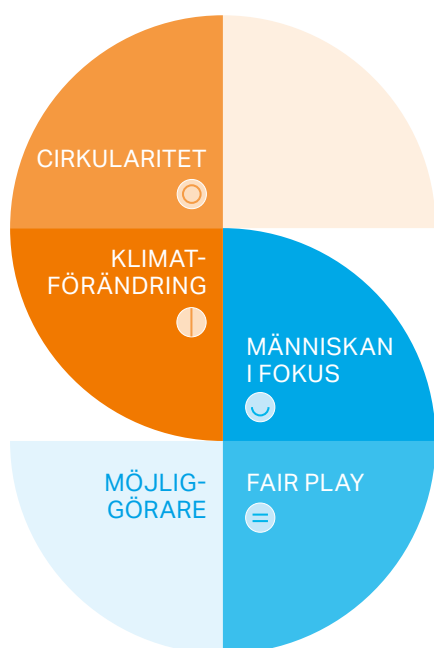 CIRKULARITET
KLIMAT-
FÖRÄNDRING
MÄNNISKAN
I FOKUS
MÖJLIG-
GÖRARE
FAIR PLAY